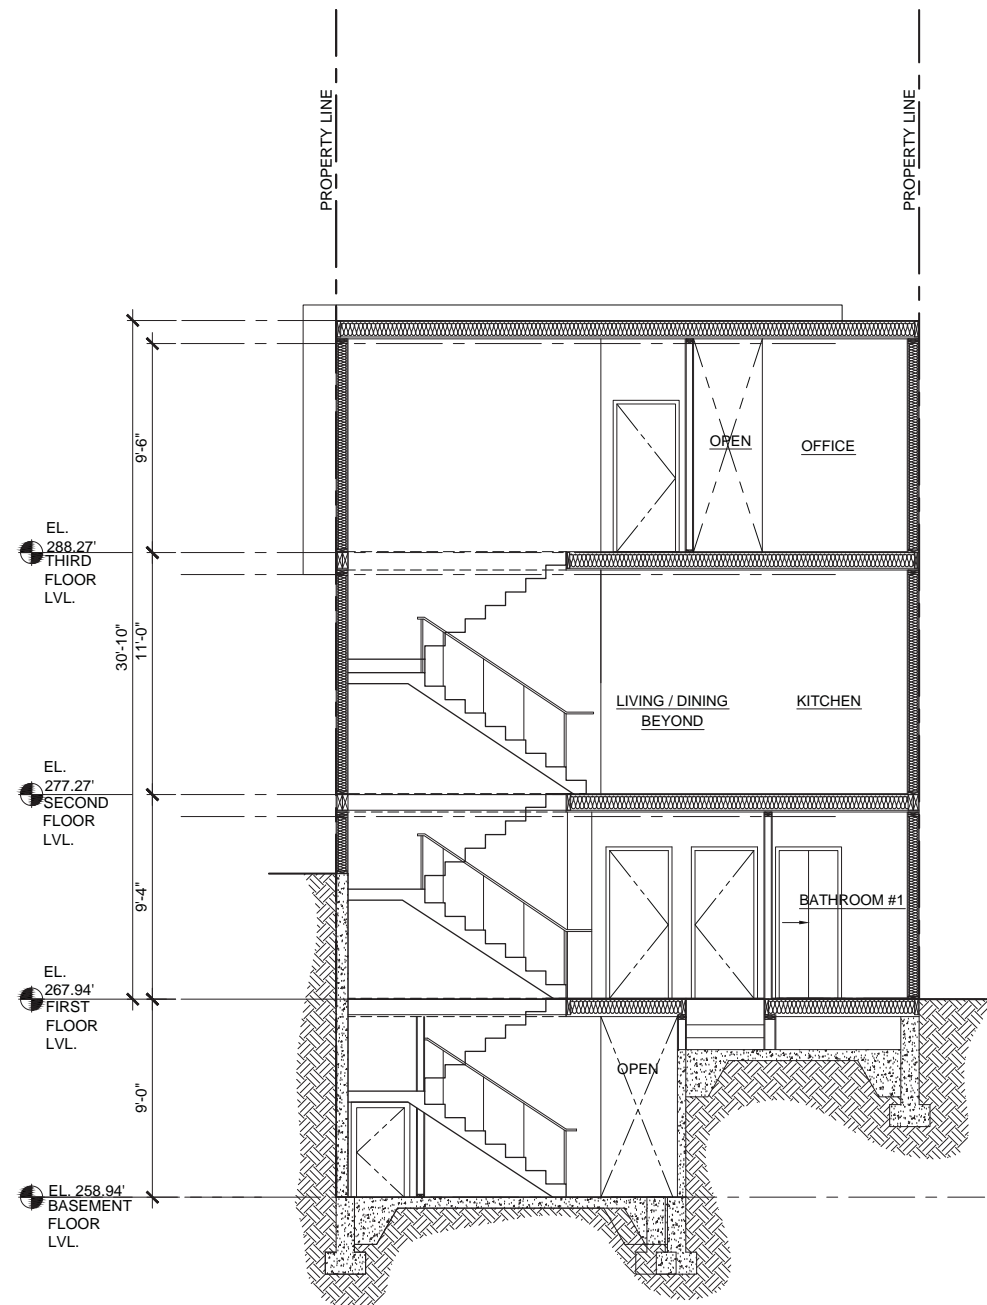 PROPERTY LINE
PROPERTY LINE
9'-6"
OPEN
OFFICE
EL.
288.27'
THIRD
FLOOR
LVL.
30'-10"
11'-0"
LIVING / DINING
BEYOND
KITCHEN
EL.
277.27'
SECOND
FLOOR
LVL.
9'-4"
BATHROOM #1
EL.
267.94'
FIRST
FLOOR
LVL.
9'-0"
OPEN
EL. 258.94'
BASEMENT
FLOOR
LVL.